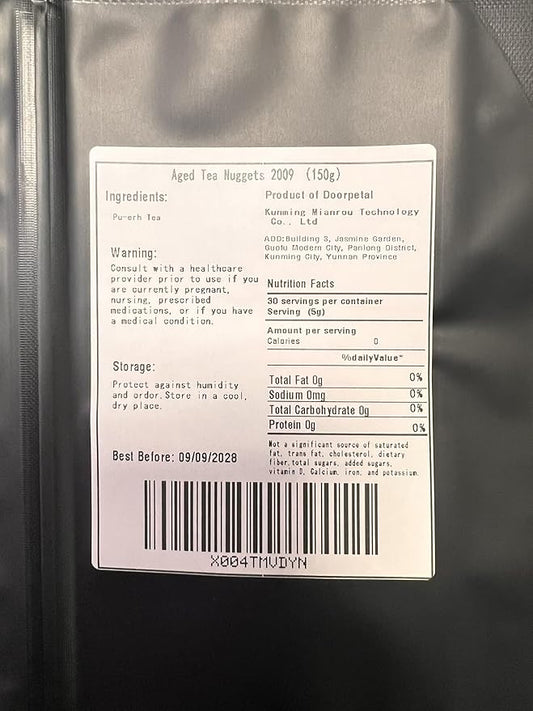 Aged Tea Nuggets 2009 (150g)
Ingredients:
Pu-erh Tea
Warning:
Consult with a healthcare
provider prior to use if you
are currently pregnant,
nursing, prescribed
medications, or if you have
a medical condition.
Storage:
Protect against humidity
and ordor.Store in a cool,
dry place.
Best Before: 09/09/2028
Product of Doorpetal
Kunming Mianrou Technology
Co., Ltd
ADD:Building 3, Jasmine Garden,
Guofu Modern City, Panlong District,
Kunming City, Yunnan Province
Nutrition Facts
30 servings per container
Serving (5g)
Amount per serving
Calories 0
%dailyValue"
Total Fat 0g 0%
Sodium 0mg 0%
Total Carbohydrate 0g 0%
Protein 0g 0%
Not a significant source of saturated
fat, trans fat, cholesterol, dietary
fiber,total sugars, added sugars,
vitamin D, Calcium, iron, and potassium.
X004TMVDYN